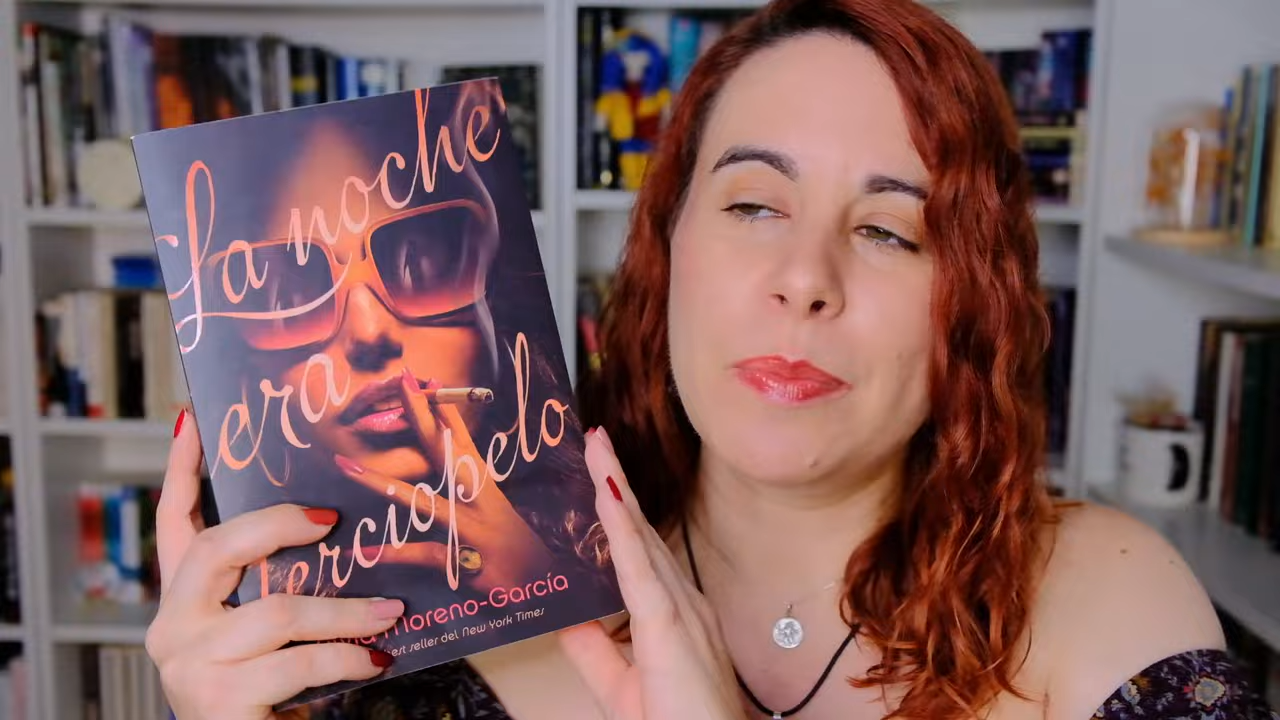 La noche
era
terciopelo
Moreno-García
seller del New York Times